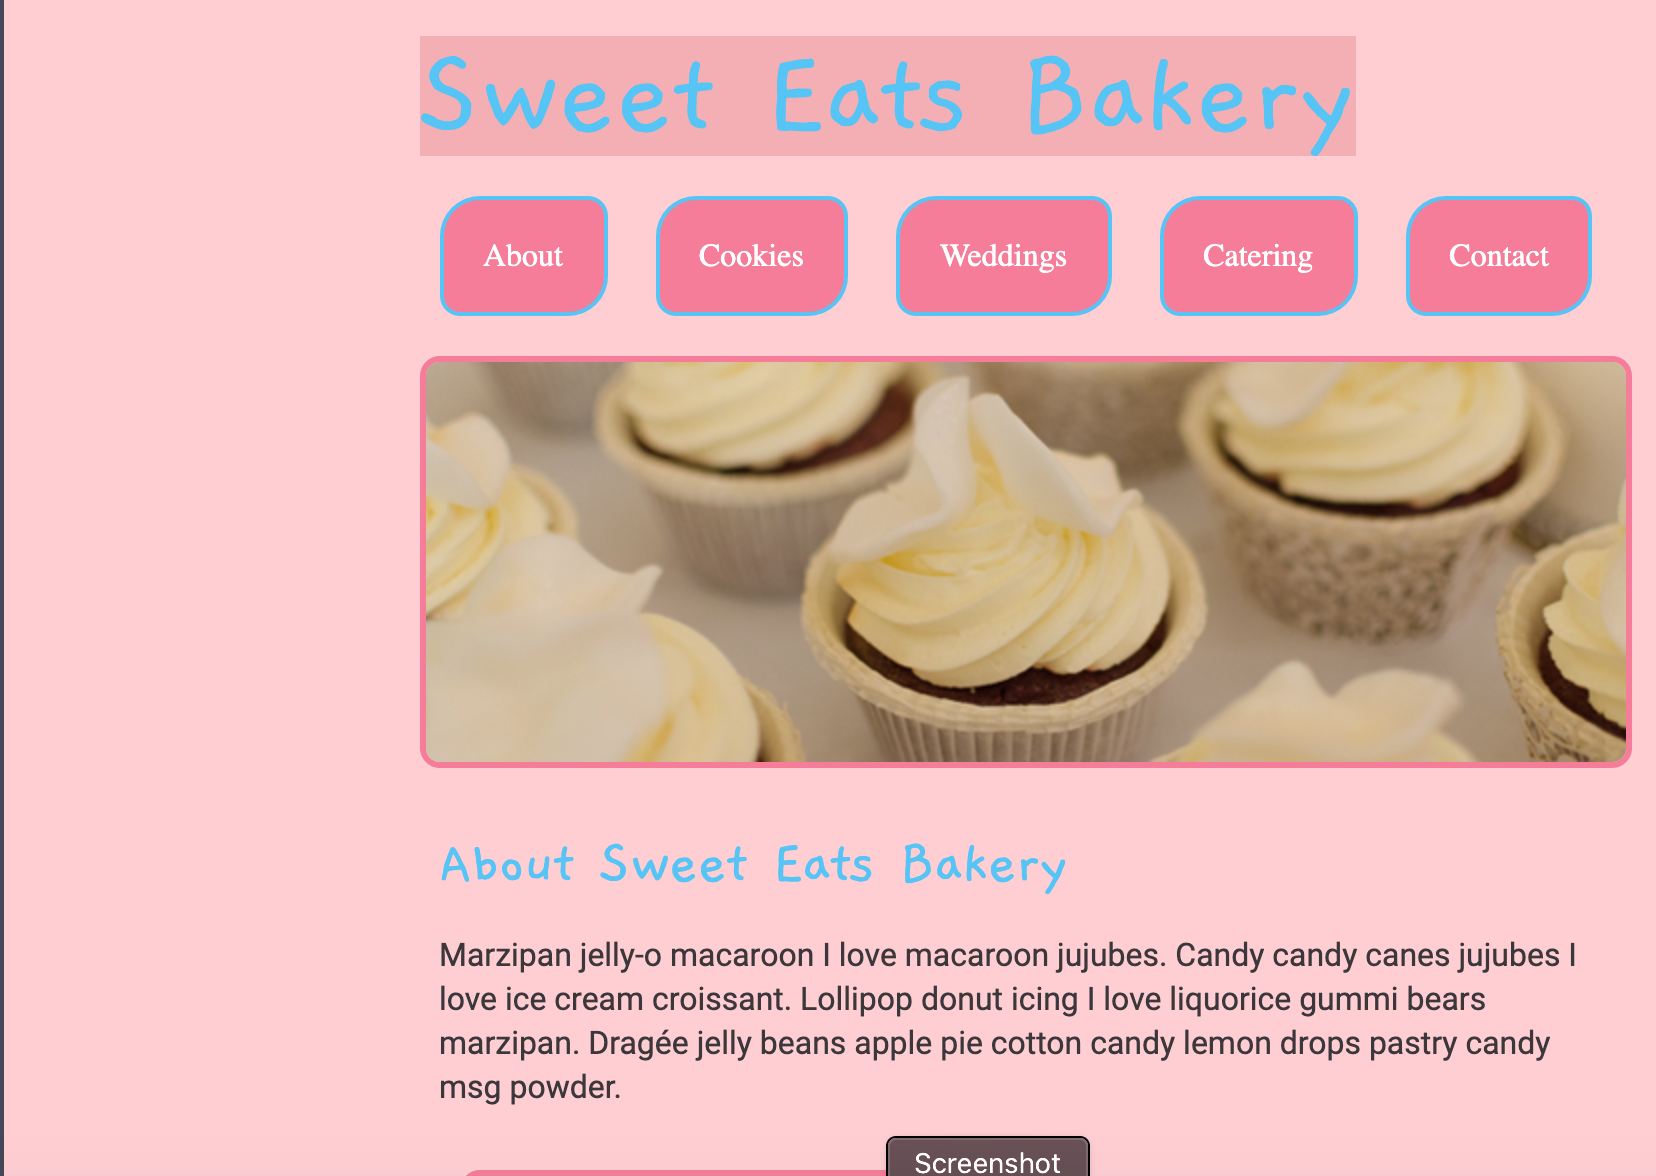 Sweet Eats Bakery
About
Cookies
Weddings
Catering
Contact
About Sweet Eats Bakery
Marzipan jelly-o macaroon I love macaroon jujubes. Candy candy canes jujubes I
love ice cream croissant. Lollipop donut icing I love liquorice gummi bears
marzipan. Dragée jelly beans apple pie cotton candy lemon drops pastry candy
msg powder.
Screenshot